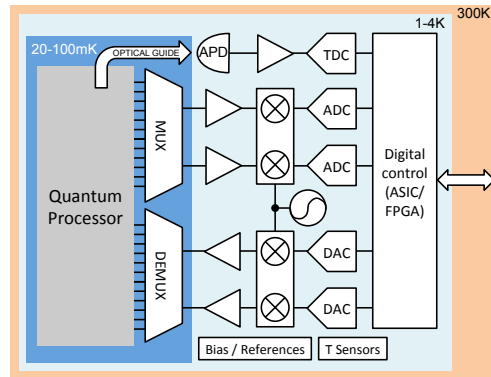 300K
1-4K
20-100mK
OPTICAL GUIDE
APD
TDC
MUX
ADC
ADC
Quantum
Processor
Digital
control
(ASIC/
FPGA)
DEMUX
DAC
DAC
Bias / References
T Sensors